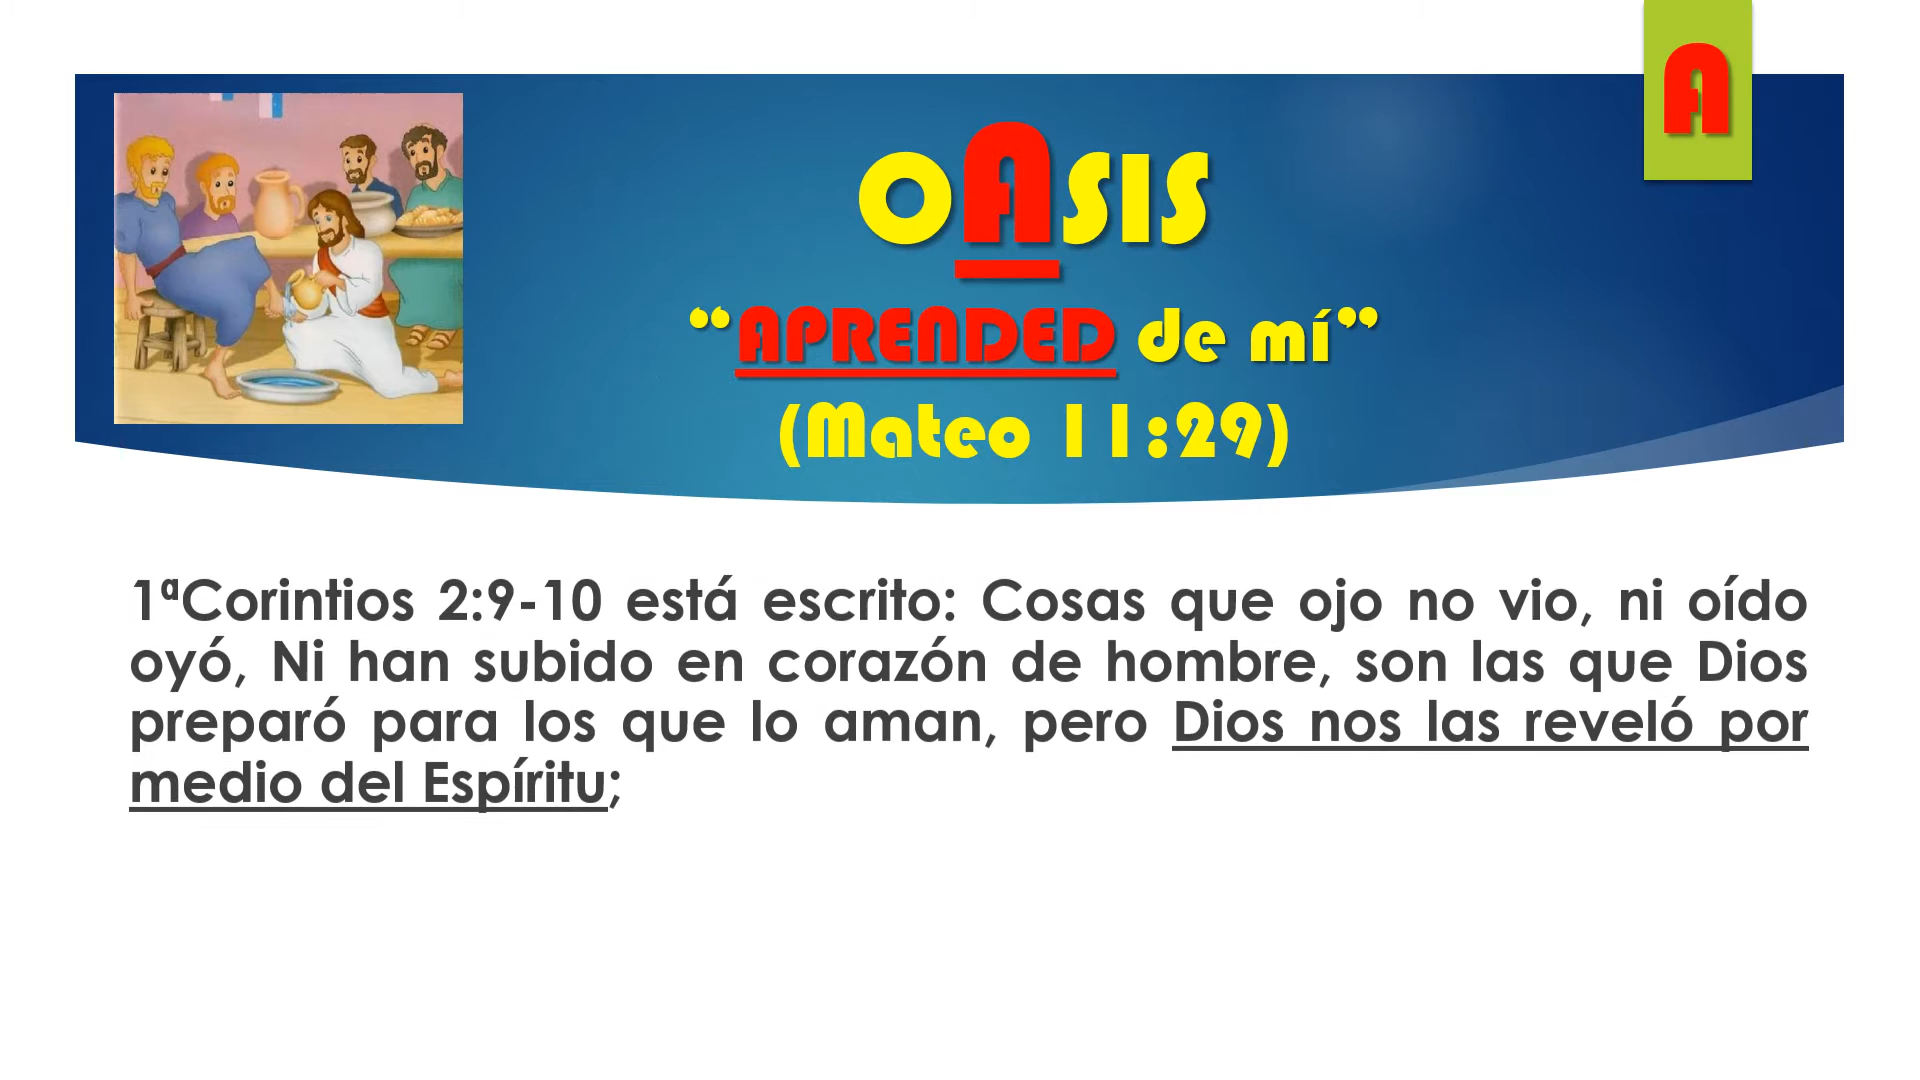 A
OASIS
“APRENDED de mí”
(Mateo 11:29)
1ªCorintios 2:9-10 está escrito: Cosas que ojo no vio, ni oído
oyó, Ni han subido en corazón de hombre, son las que Dios
preparó para los que lo aman, pero Dios nos las reveló por
medio del Espíritu;